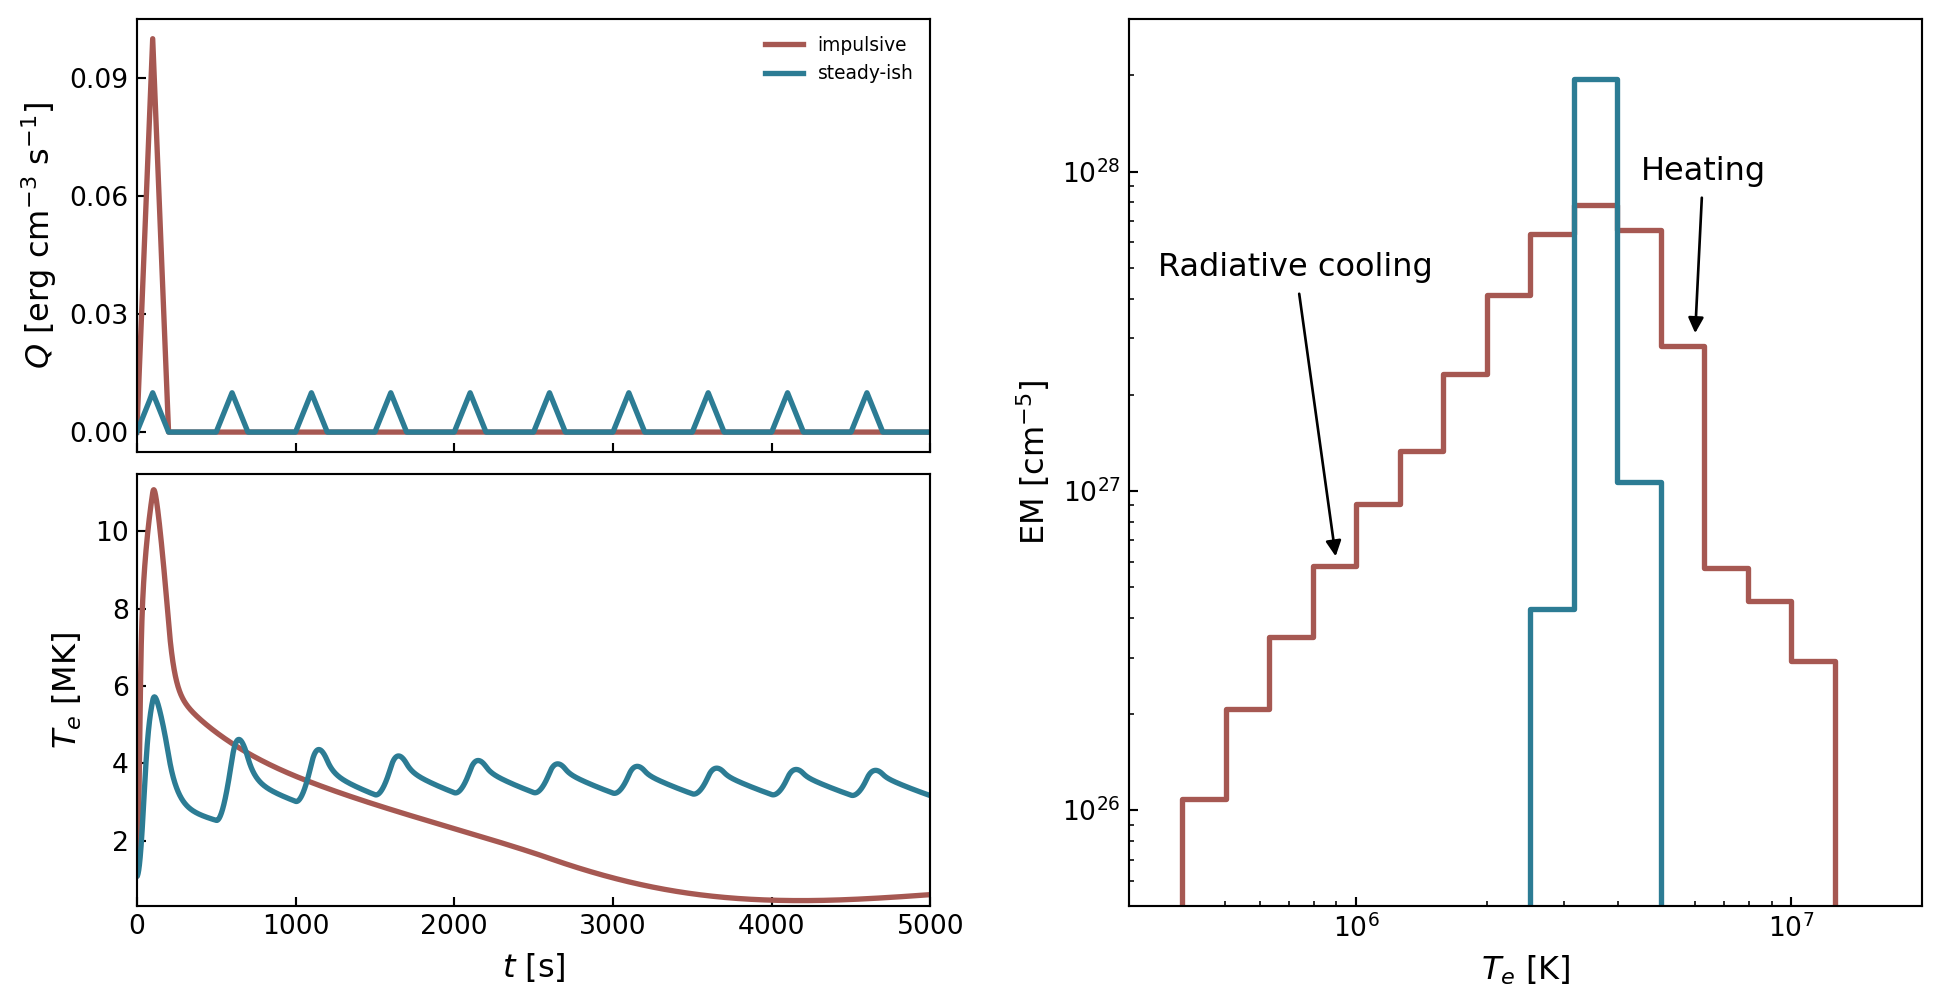 Q [erg cm⁻³ s⁻¹]
0.09
0.06
0.03
0.00
impulsive
steady-ish
Tₑ [MK]
10
8
6
4
2
0 1000 2000 3000 4000 5000
t [s]
EM [cm⁻⁵]
10²⁸
10²⁷
10²⁶
Heating
Radiative cooling
10⁶ 10⁷
Tₑ [K]